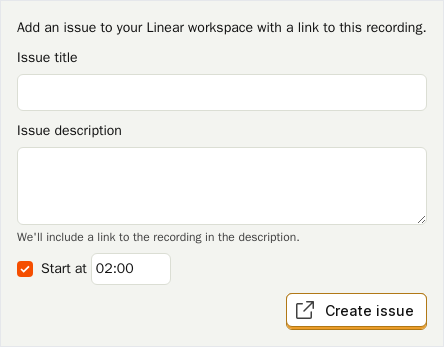 Add an issue to your Linear workspace with a link to this recording.
Issue title
Issue description
We'll include a link to the recording in the description.
Start at 02:00
Create issue